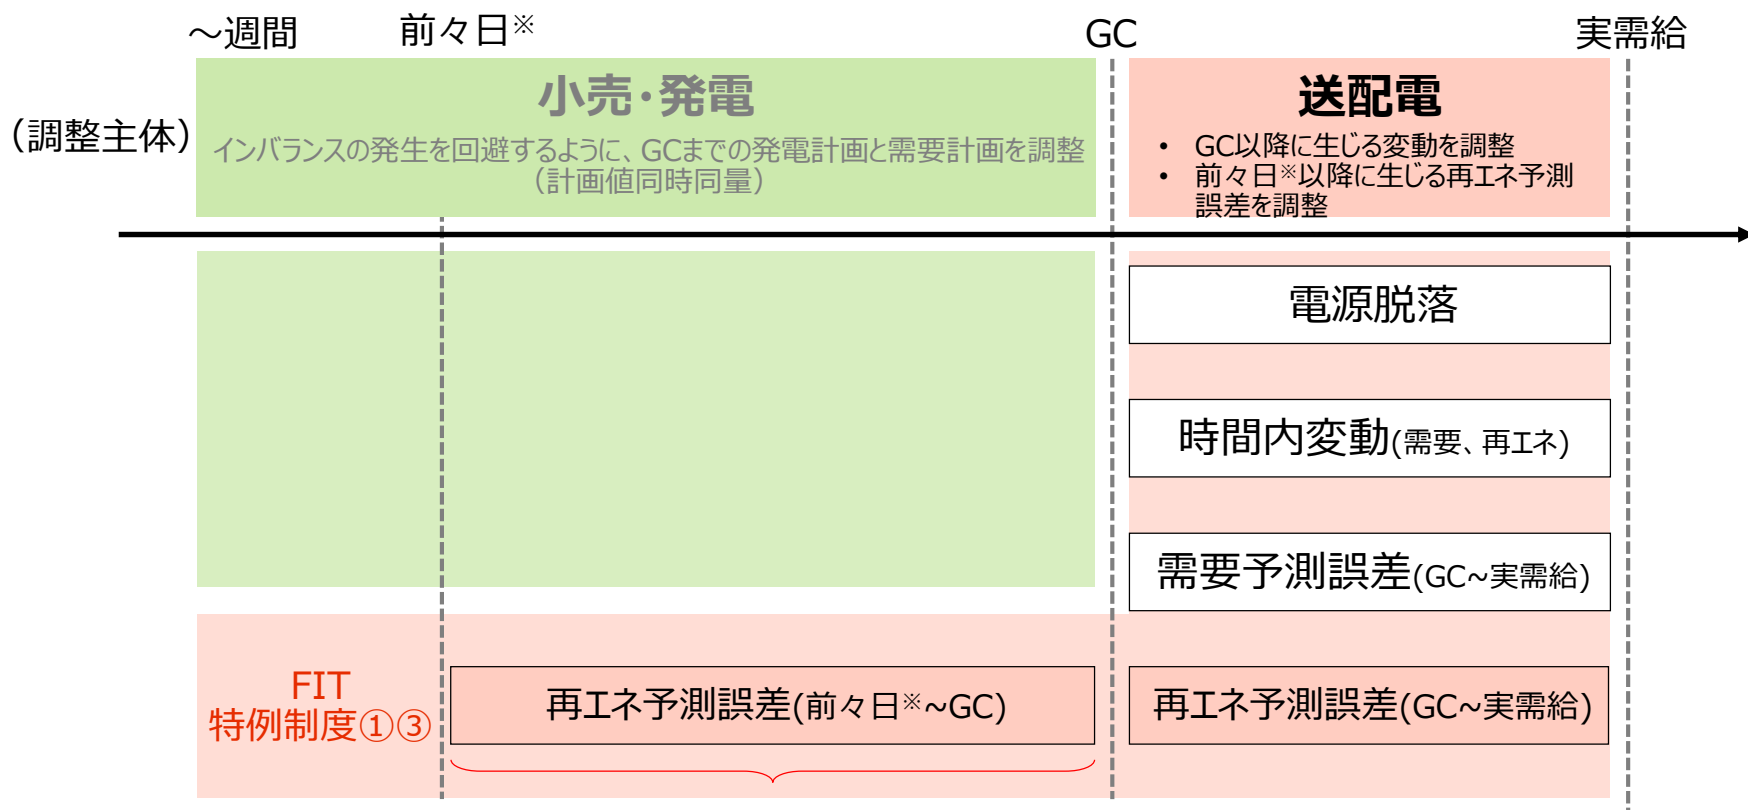 ～週間
前々日※
GC
実需給
（調整主体）
小売・発電
インバランスの発生を回避するように、GCまでの発電計画と需要計画を調整
（計画値同時同量）
送配電
• GC以降に生じる変動を調整
• 前々日※以降に生じる再エネ予測
誤差を調整
電源脱落
時間内変動(需要、再エネ)
需要予測誤差(GC~実需給)
FIT
特例制度①③
再エネ予測誤差(前々日※~GC)
再エネ予測誤差(GC~実需給)